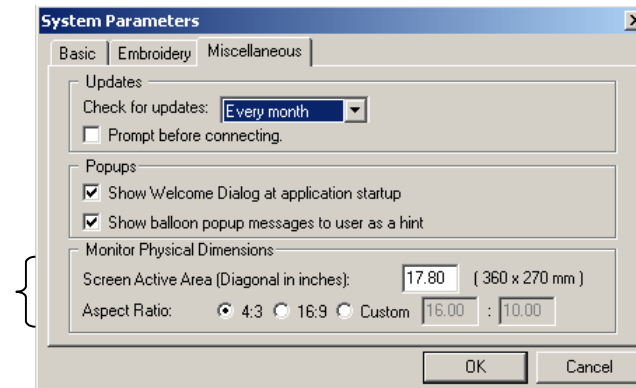 System Parameters
Basic Embroidery Miscellaneous
Updates
Check for updates: Every month
Prompt before connecting.
Popups
Show Welcome Dialog at application startup
Show balloon popup messages to user as a hint
Monitor Physical Dimensions
Screen Active Area (Diagonal in inches): 17.80 ( 360 x 270 mm )
Aspect Ratio: 4:3 16:9 Custom 16.00 : 10.00
OK Cancel